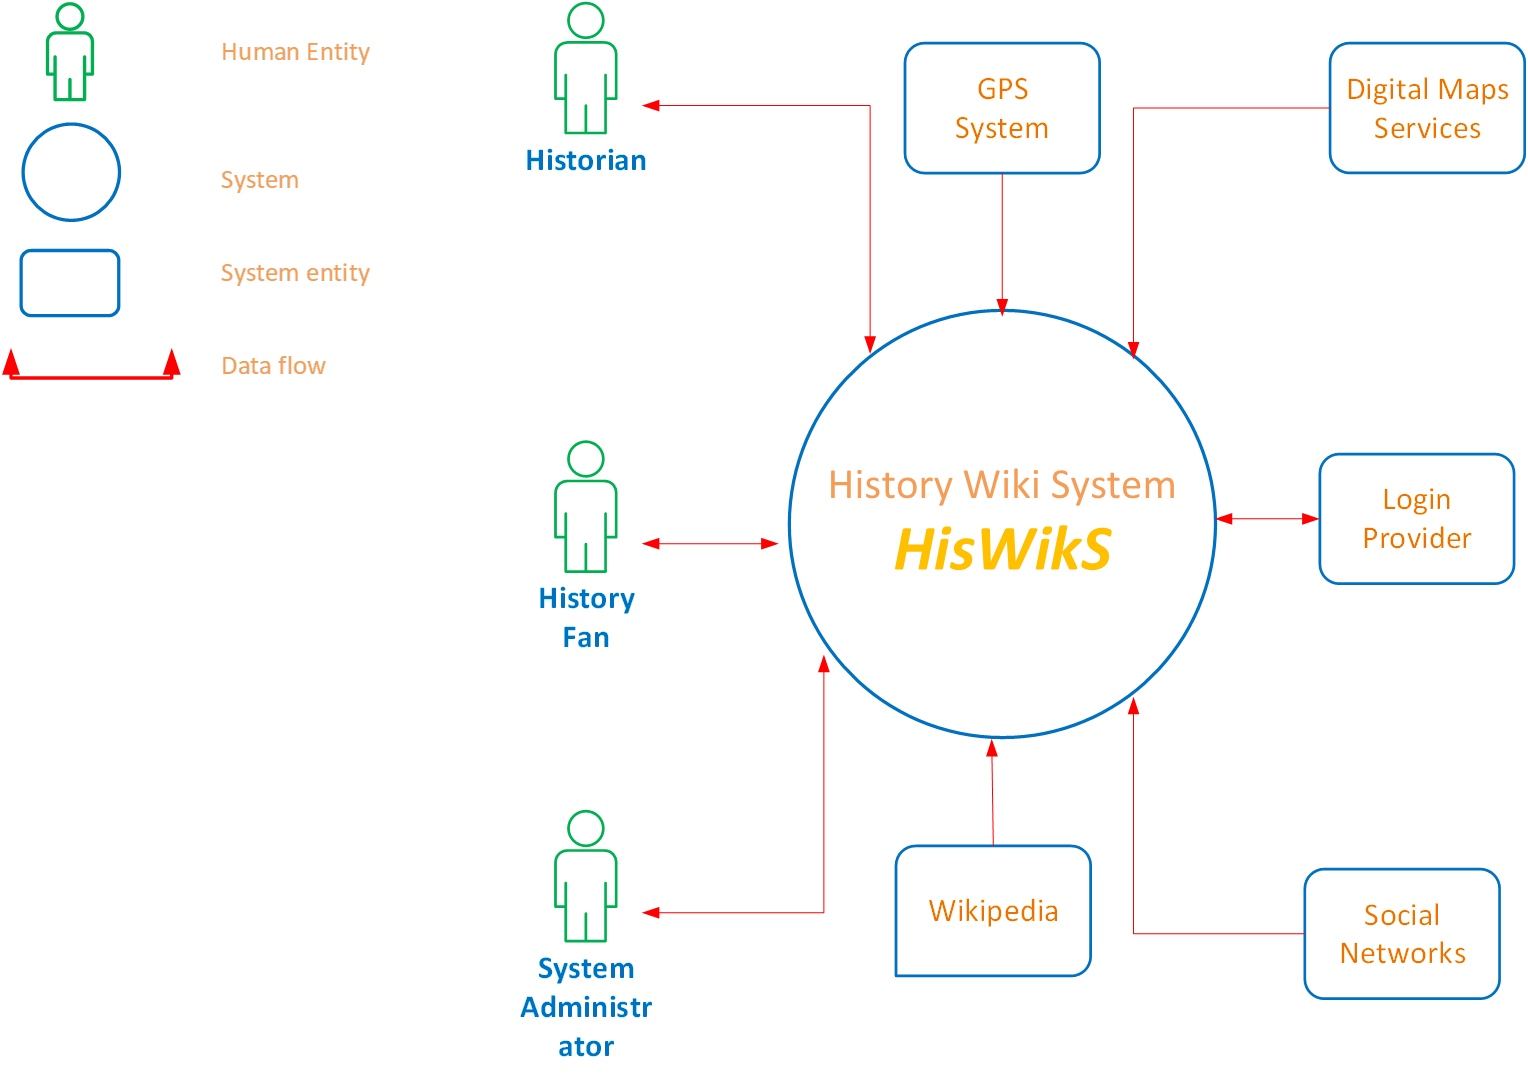 Human Entity
System
System entity
Data flow
Historian
GPS
System
Digital Maps
Services
History Wiki System
HisWikS
Login
Provider
History
Fan
Wikipedia
Social
Networks
System
Administr
ator